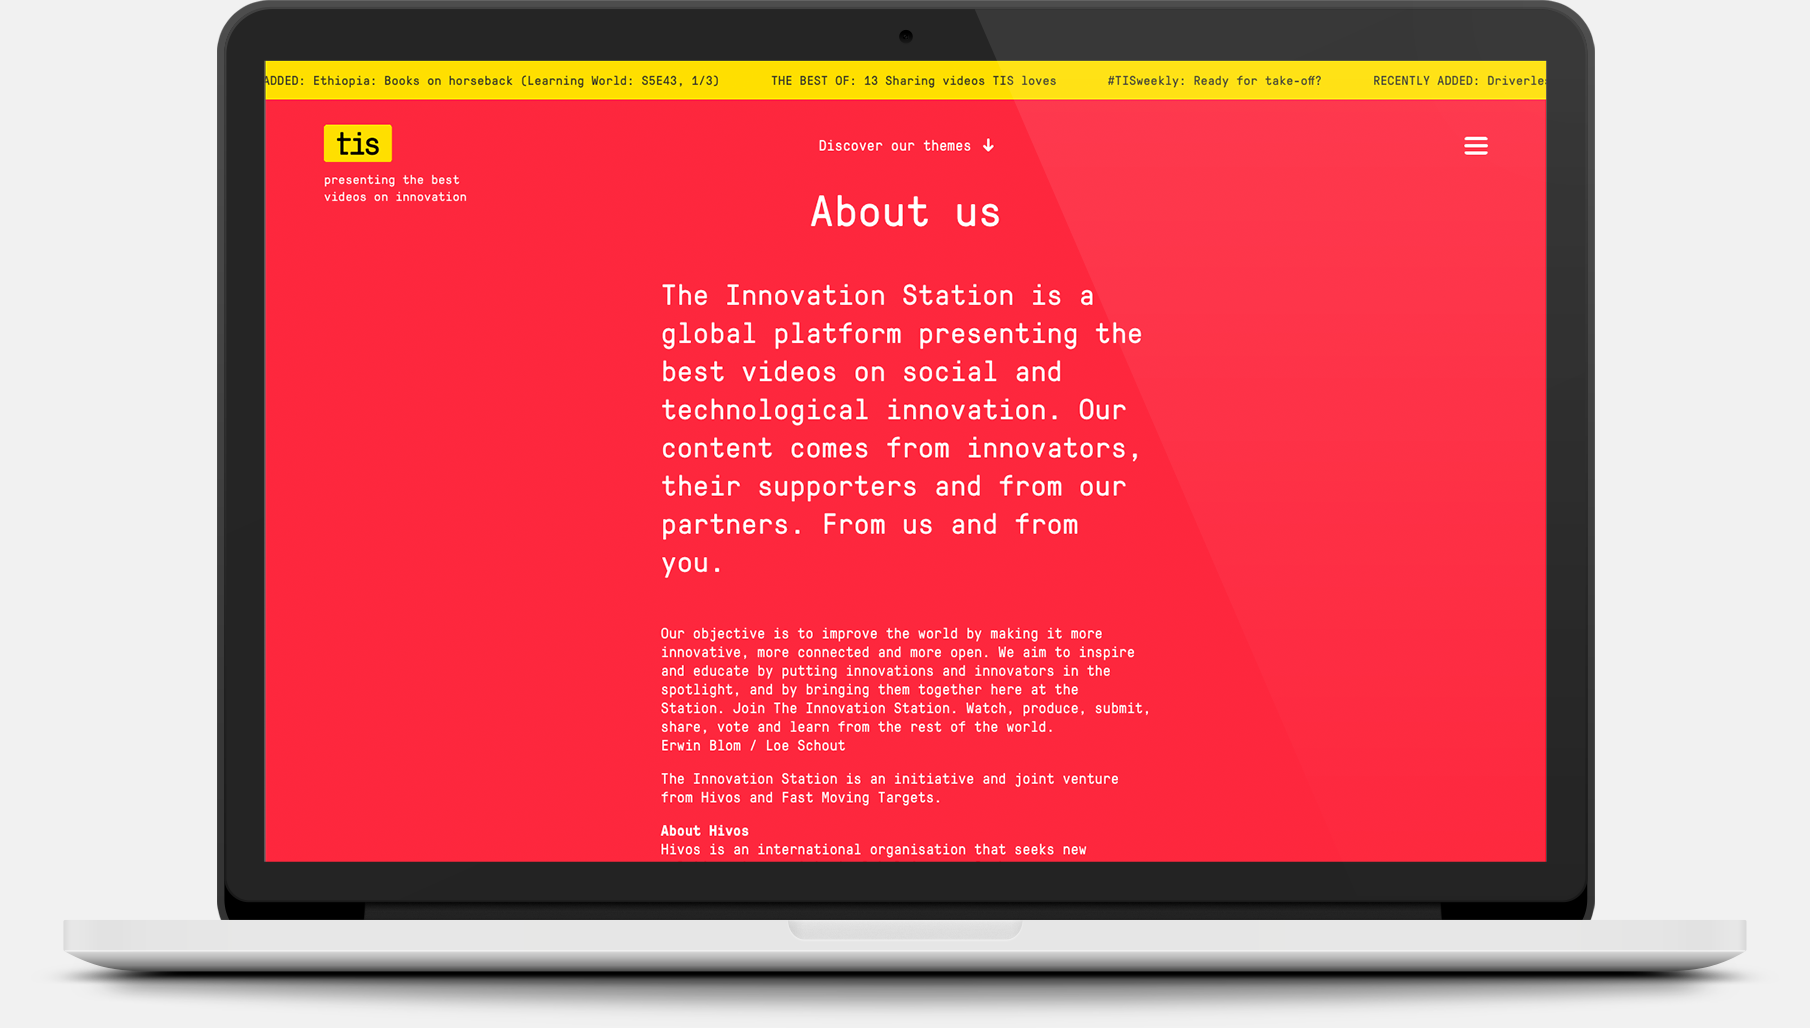 ADDED: Ethiopia: Books on horseback (Learning World: S5E43, 1/3) THE BEST OF: 13 Sharing videos TIS loves #TISweekly: Ready for take-off? RECENTLY ADDED:
tis
presenting the best
videos on innovation
Discover our themes ↓
About us
The Innovation Station is a
global platform presenting the
best videos on social and
technological innovation. Our
content comes from innovators,
their supporters and from our
partners. From us and from
you.
Our objective is to improve the world by making it more
innovative, more connected and more open. We aim to inspire
and educate by putting innovations and innovators in the
spotlight, and by bringing them together here at the
Station. Join The Innovation Station. Watch, produce, submit,
share, vote and learn from the rest of the world.
Erwin Blom / Loe Schout
The Innovation Station is an initiative and joint venture
from Hivos and Fast Moving Targets.
About Hivos
Hivos is an international organisation that seeks new